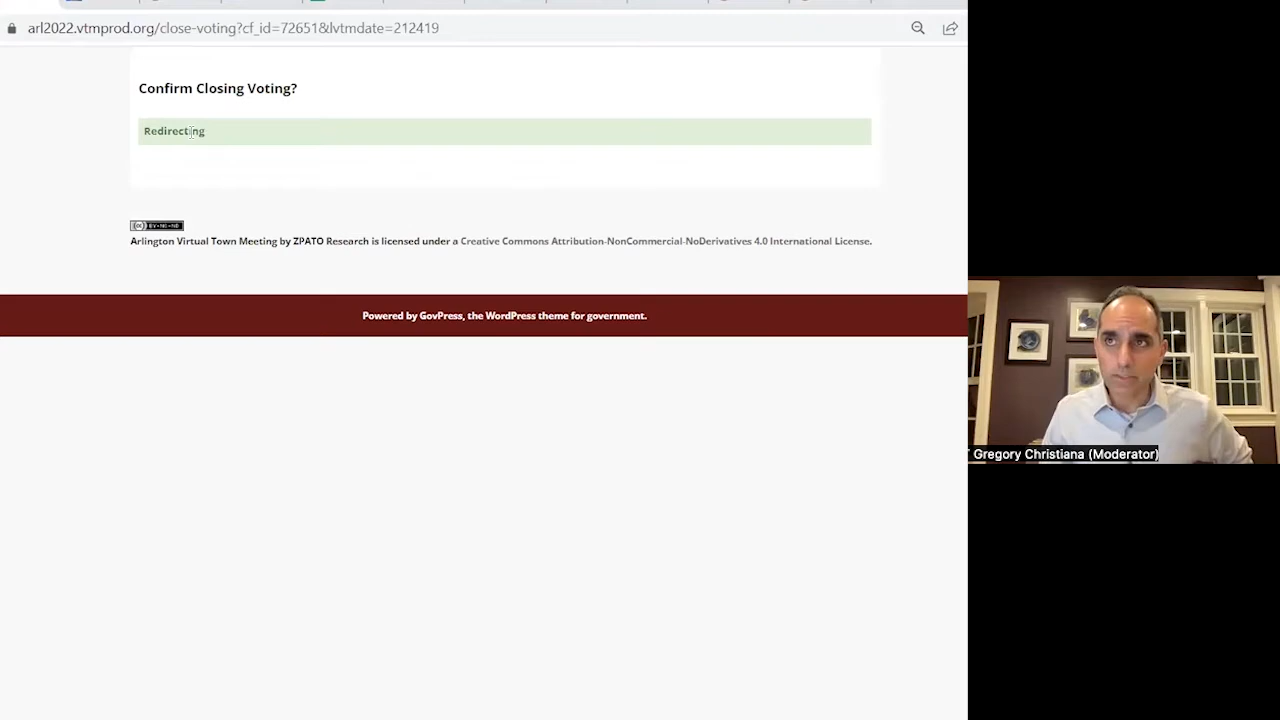 arl2022.vtmprod.org/close-voting?cf_id=72651&lvtmdate=212419
Confirm Closing Voting?
Redirecting
Arlington Virtual Town Meeting by ZPATO Research is licensed under a Creative Commons Attribution-NonCommercial-NoDerivatives 4.0 International License.
Powered by GovPress, the WordPress theme for government.
Gregory Christiana (Moderator)